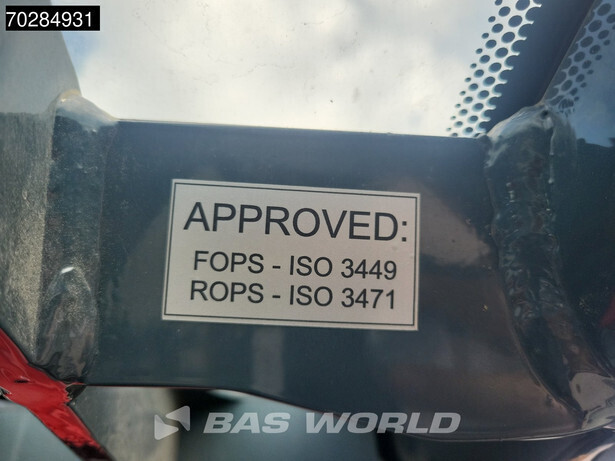 70284931
APPROVED:
FOPS - ISO 3449
ROPS - ISO 3471
BAS WORLD